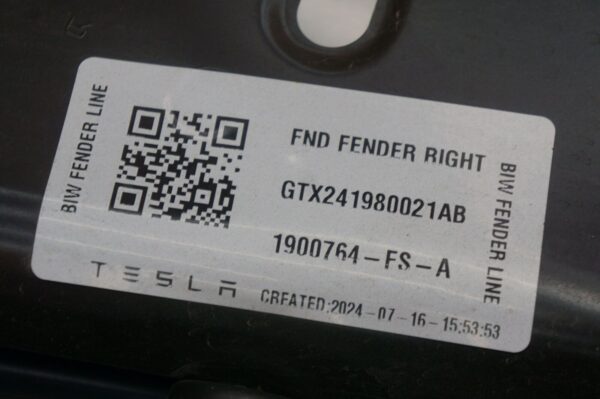 BIW FENDER LINE
FND FENDER RIGHT
GTX241980021AB
1900764-FS-A
TESLA
CREATED:2024-07-16-15:53:53
BIW FENDER LINE